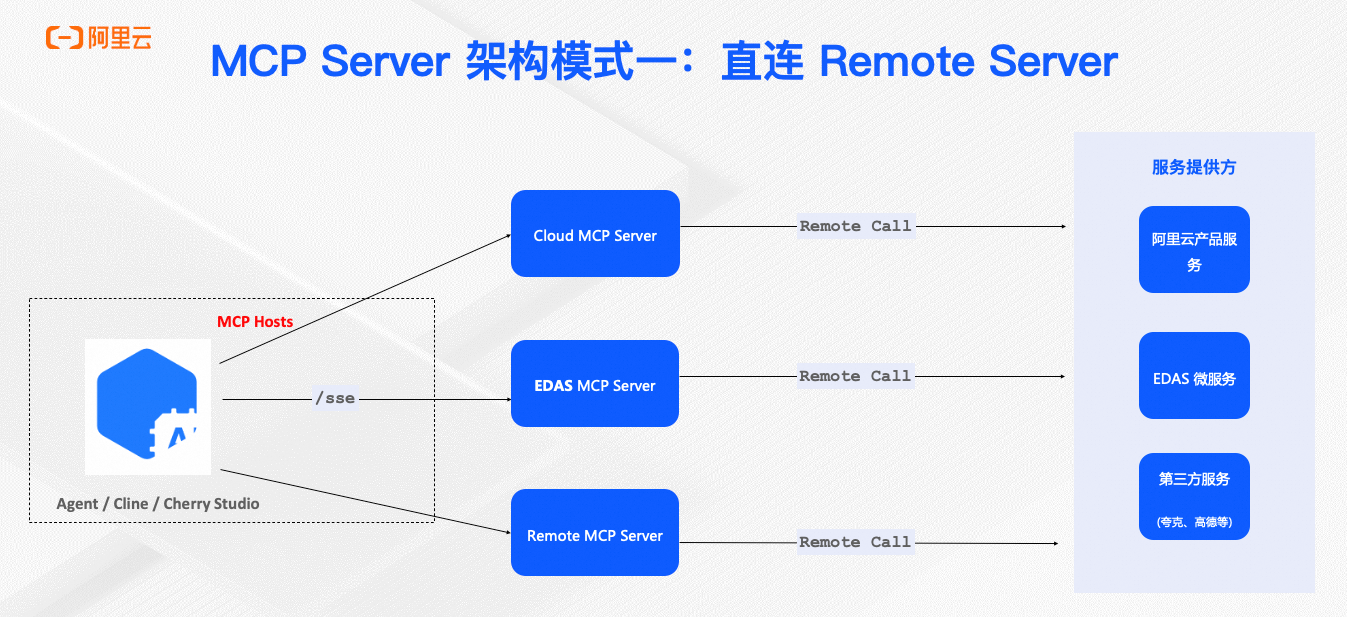 阿里云
MCP Server 架构模式一：直连 Remote Server
服务提供方
Cloud MCP Server
Remote Call
阿里云产品服
务
MCP Hosts
/sse
EDAS MCP Server
Remote Call
EDAS 微服务
Agent / Cline / Cherry Studio
Remote MCP Server
Remote Call
第三方服务
(夸克、高德等)